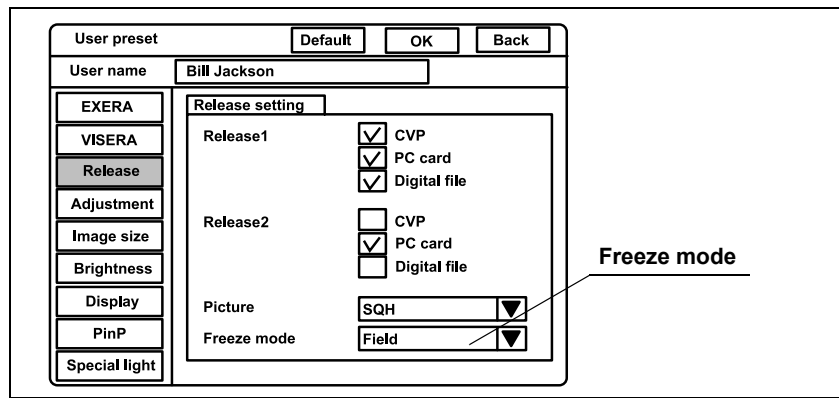 User preset Default OK Back
User name Bill Jackson
EXERA
VISERA
Release
Adjustment
Image size
Brightness
Display
PinP
Special light
Release setting
Release1
CVP
PC card
Digital file
Release2
CVP
PC card
Digital file
Picture SQH
Freeze mode Field
Freeze mode